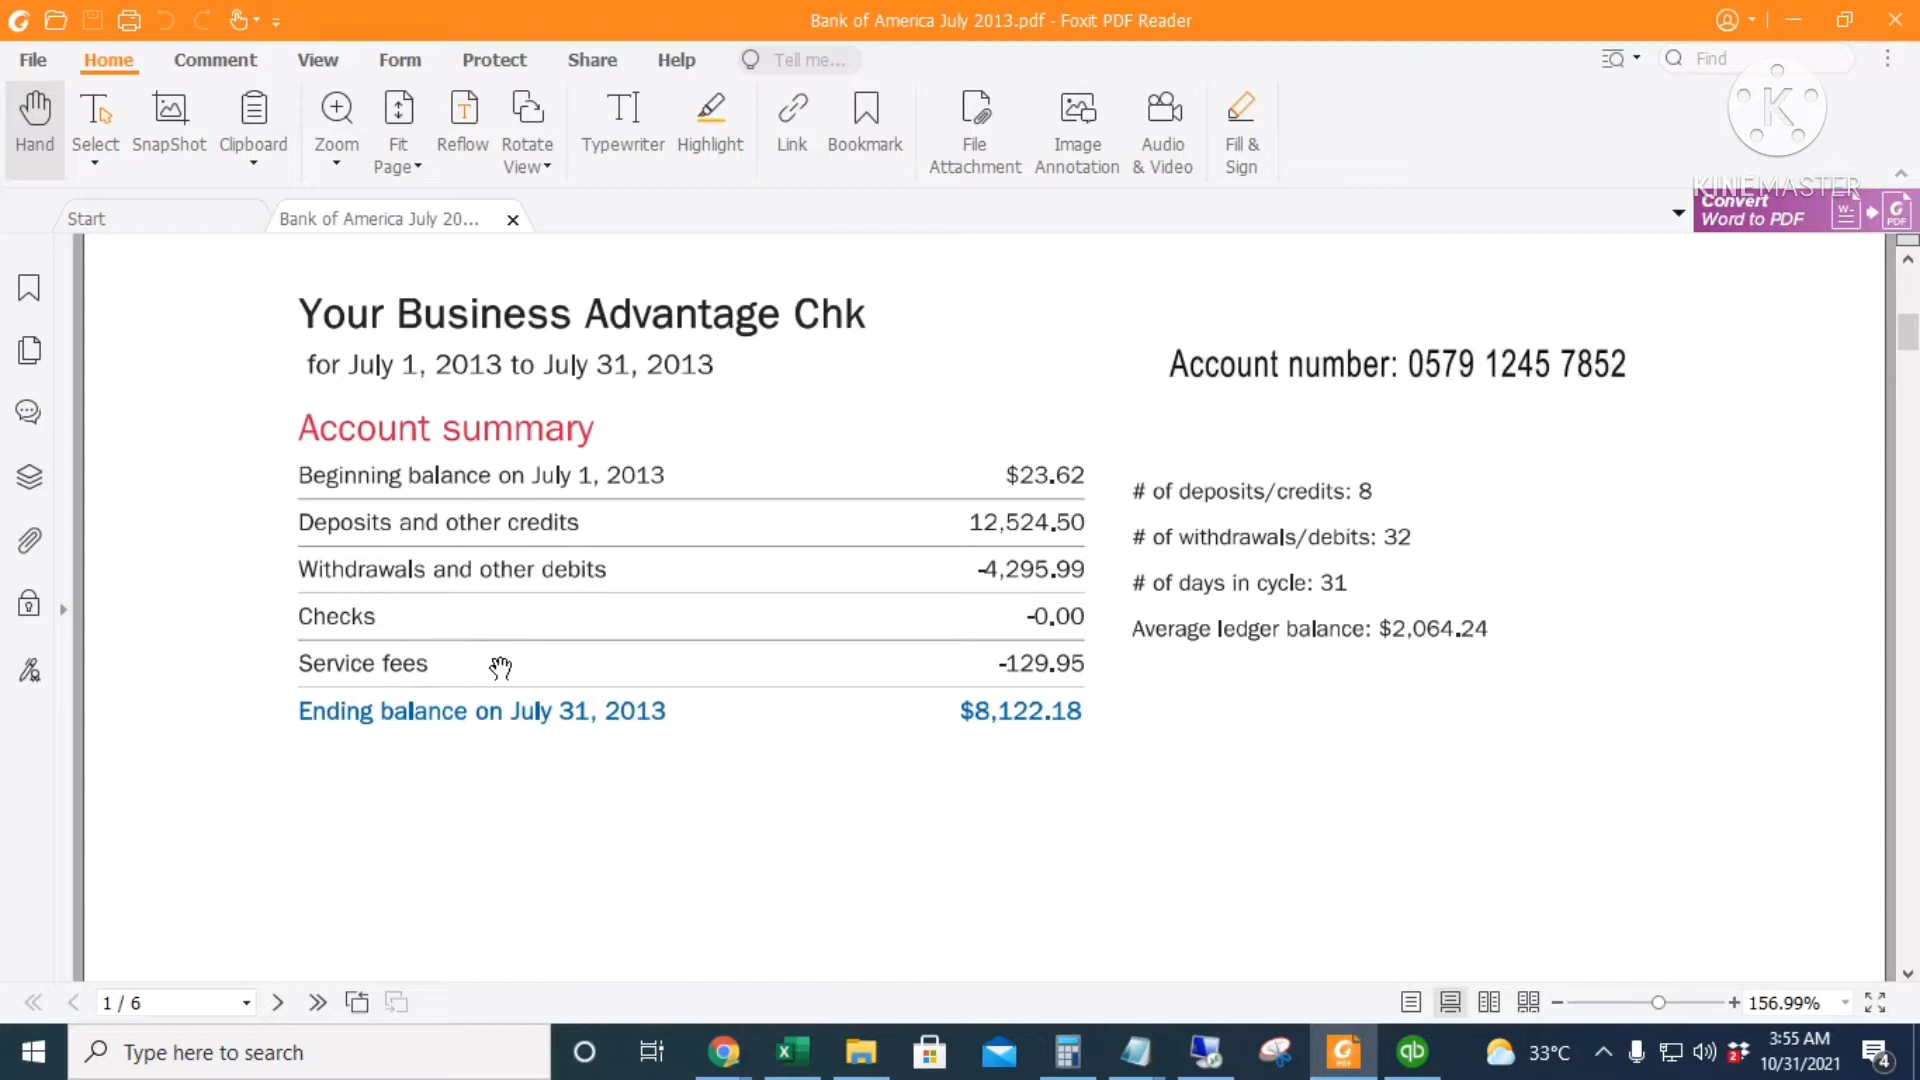 Bank of America July 2013.pdf - Foxit PDF Reader
File Home Comment View Form Protect Share Help Tell me... Find
Hand Select SnapShot Clipboard Zoom Fit Page Reflow Rotate View Typewriter Highlight Link Bookmark File Attachment Image Annotation Audio & Video Fill & Sign
K
KINEMASTER
Start Bank of America July 20...
Convert
Word to PDF
W
PDF
Your Business Advantage Chk
for July 1, 2013 to July 31, 2013
Account number: 0579 1245 7852
Account summary
Beginning balance on July 1, 2013 $23.62
Deposits and other credits 12,524.50
Withdrawals and other debits -4,295.99
Checks -0.00
Service fees -129.95
Ending balance on July 31, 2013 $8,122.18
# of deposits/credits: 8
# of withdrawals/debits: 32
# of days in cycle: 31
Average ledger balance: $2,064.24
1 / 6
156.99%
Type here to search
qb
33°C
2
3:55 AM
10/31/2021
4